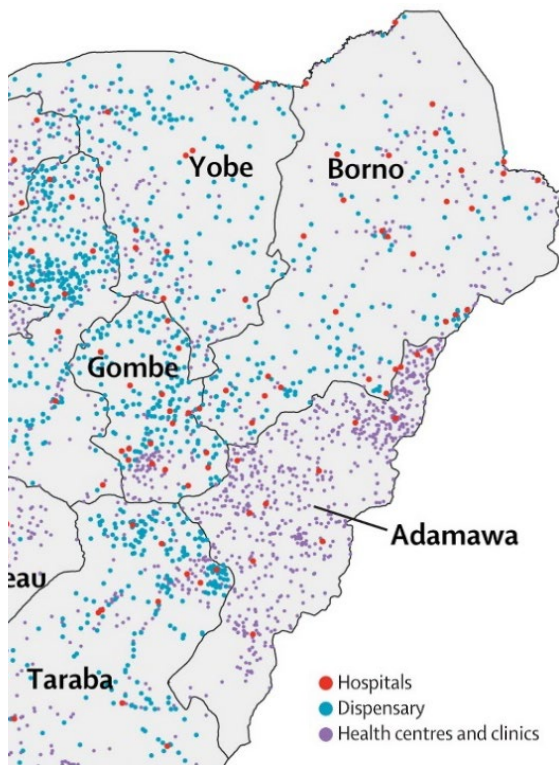 Yobe
Borno
Gombe
Adamawa
eau
Taraba
Hospitals
Dispensary
Health centres and clinics